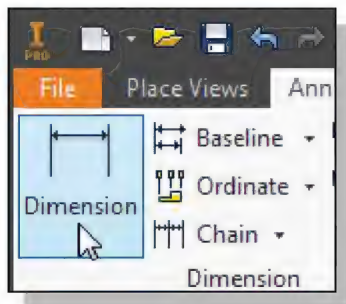 PRO
File Place Views Ann
Baseline
Ordinate
Dimension
Chain
Dimension